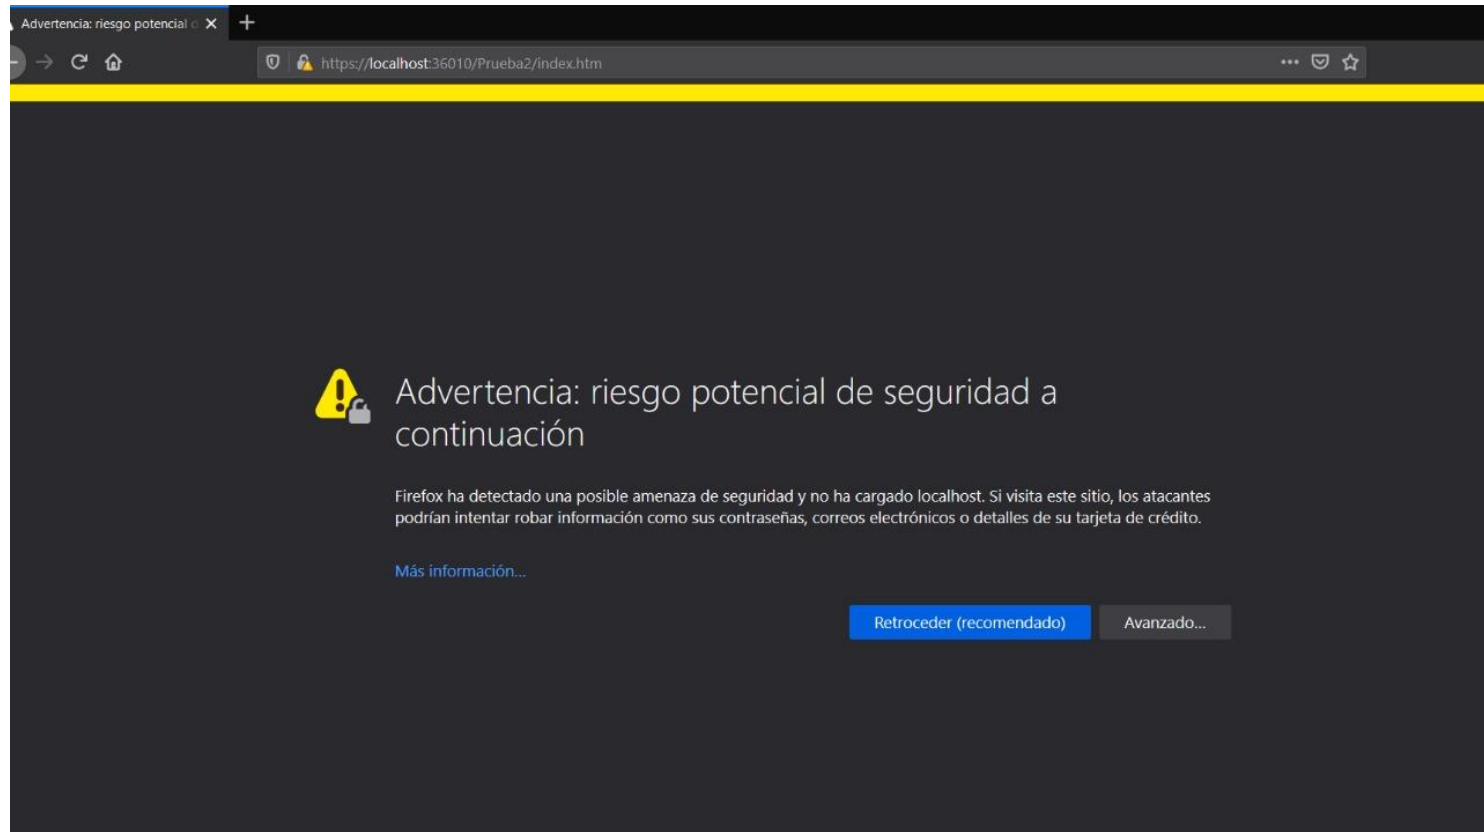 Advertencia: riesgo potencial
https://localhost:36010/Prueba2/index.htm
Advertencia: riesgo potencial de seguridad a
continuación
Firefox ha detectado una posible amenaza de seguridad y no ha cargado localhost. Si visita este sitio, los atacantes
podrían intentar robar información como sus contraseñas, correos electrónicos o detalles de su tarjeta de crédito.
Más información...
Retroceder (recomendado) Avanzado...